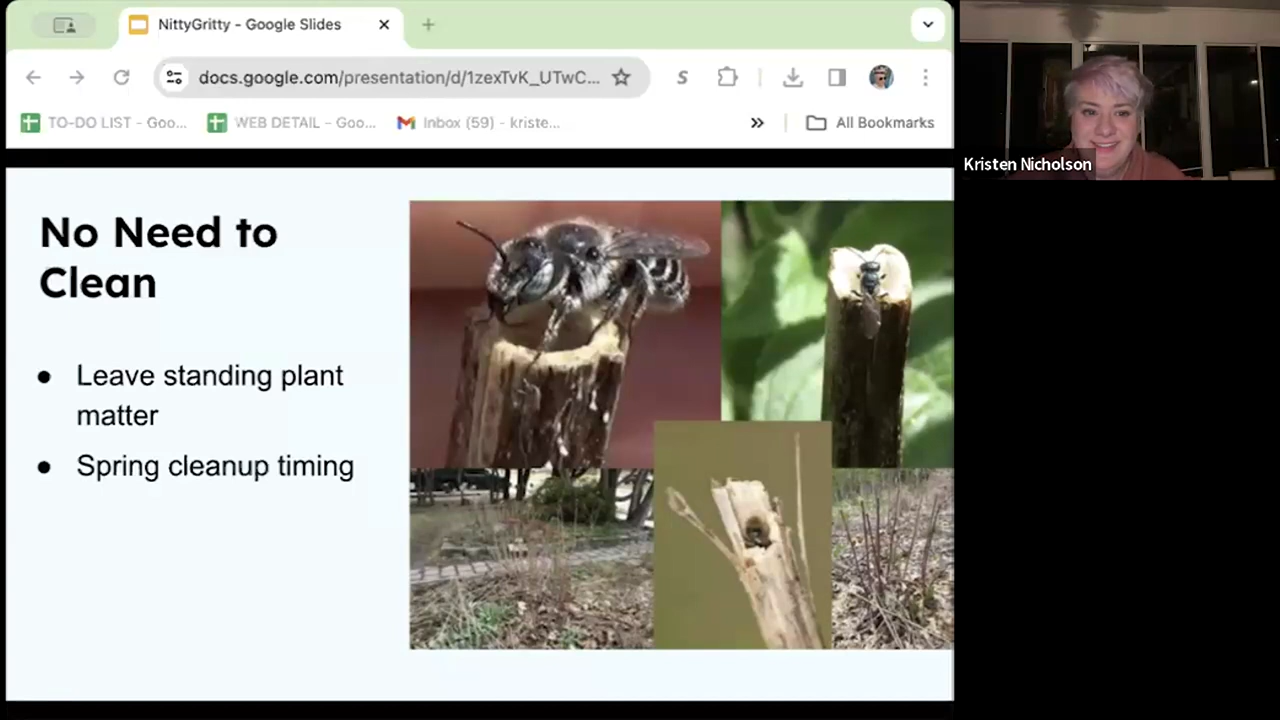 NittyGritty - Google Slides
docs.google.com/presentation/d/1zexTvK_UTwC...
TO-DO LIST - Goo...
WEB DETAIL - Goo...
Inbox (59) - kriste...
All Bookmarks
Kristen Nicholson
No Need to
Clean
● Leave standing plant
matter
● Spring cleanup timing